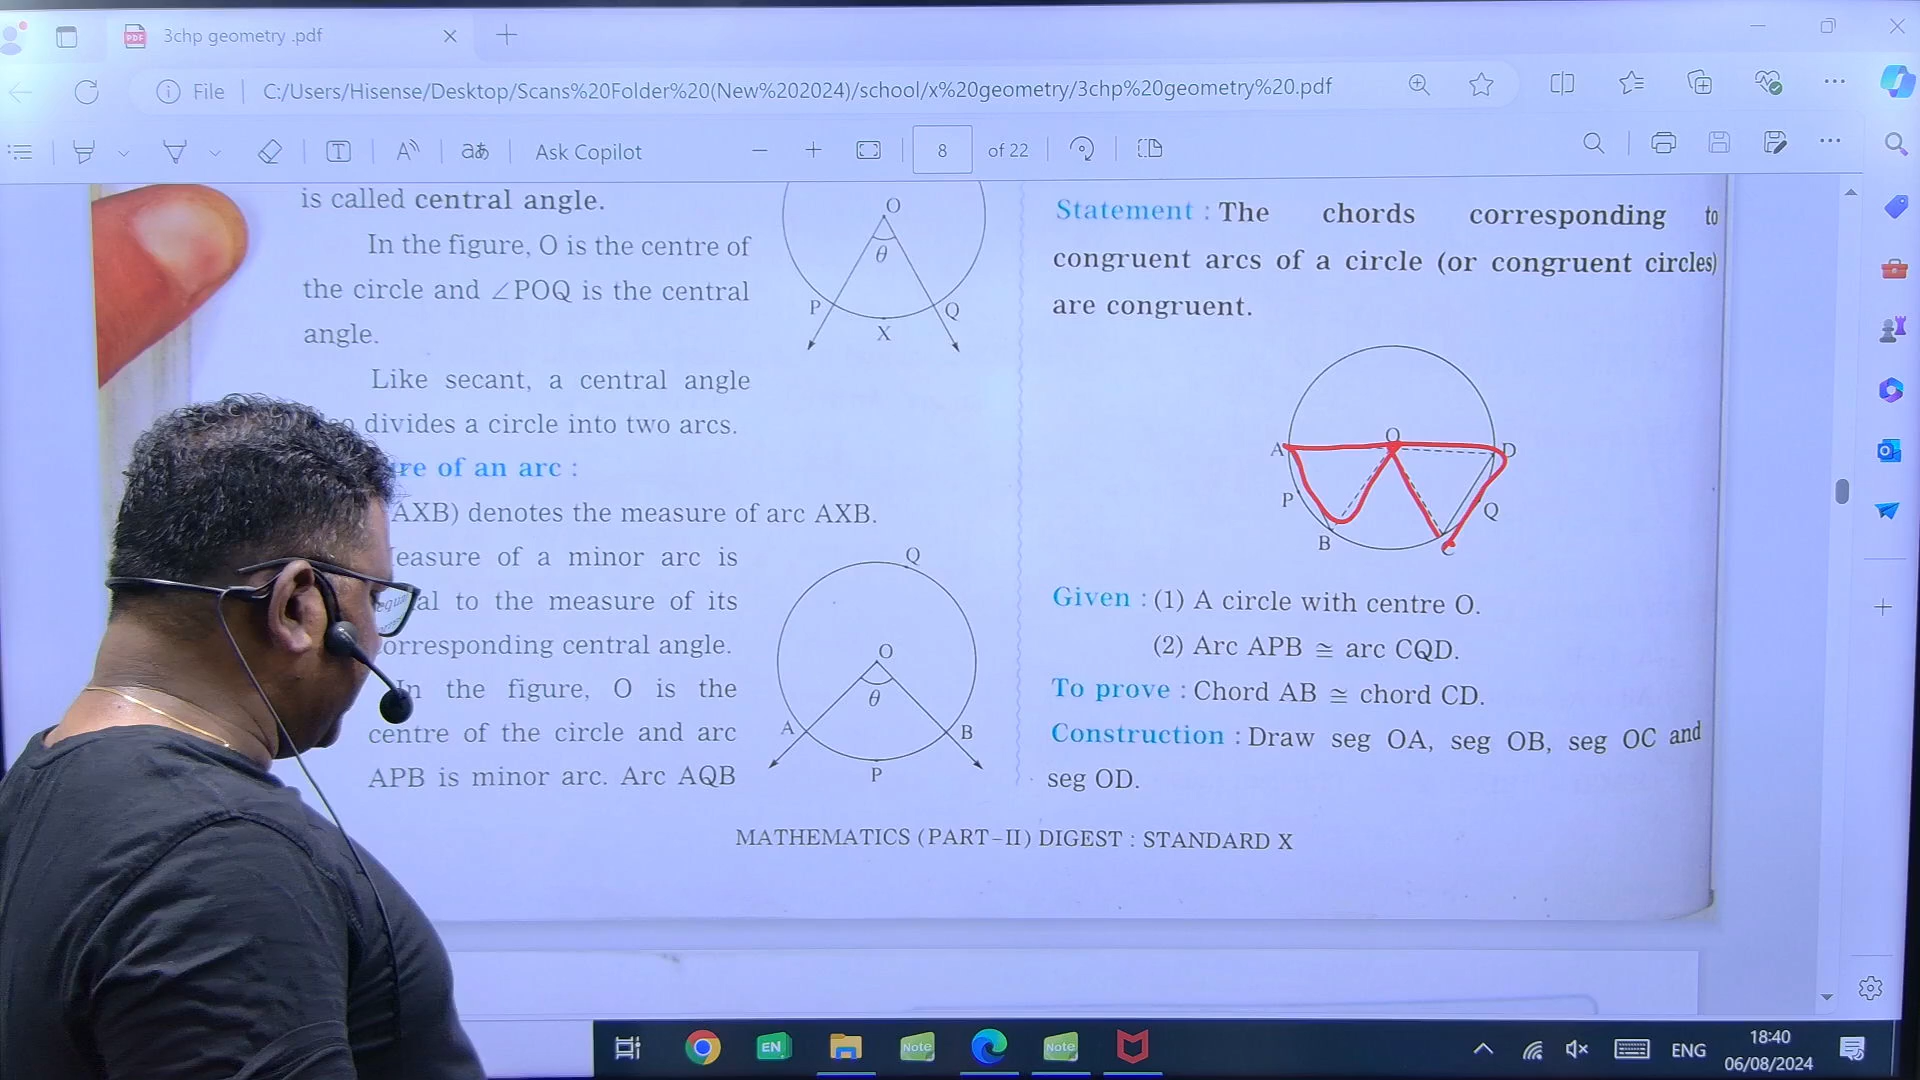 3chp geometry .pdf
File
C:/Users/Hisense/Desktop/Scans%20Folder%20(New%202024)/school/x%20geometry/3chp%20geometry%20.pdf
Ask Copilot
8 of 22
is called central angle.
In the figure, O is the centre of
the circle and ∠POQ is the central
angle.
Like secant, a central angle
divides a circle into two arcs.
re of an arc :
AXB) denotes the measure of arc AXB.
easure of a minor arc is
al to the measure of its
orresponding central angle.
In the figure, O is the
centre of the circle and arc
APB is minor arc. Arc AQB
O
θ
P
Q
X
Q
O
θ
A
B
P
Statement : The chords corresponding to
congruent arcs of a circle (or congruent circles)
are congruent.
A
O
D
P
Q
B
C
Given : (1) A circle with centre O.
(2) Arc APB ≅ arc CQD.
To prove : Chord AB ≅ chord CD.
Construction : Draw seg OA, seg OB, seg OC and
seg OD.
MATHEMATICS (PART-II) DIGEST : STANDARD X
EN
Note
Note
ENG
18:40
06/08/2024